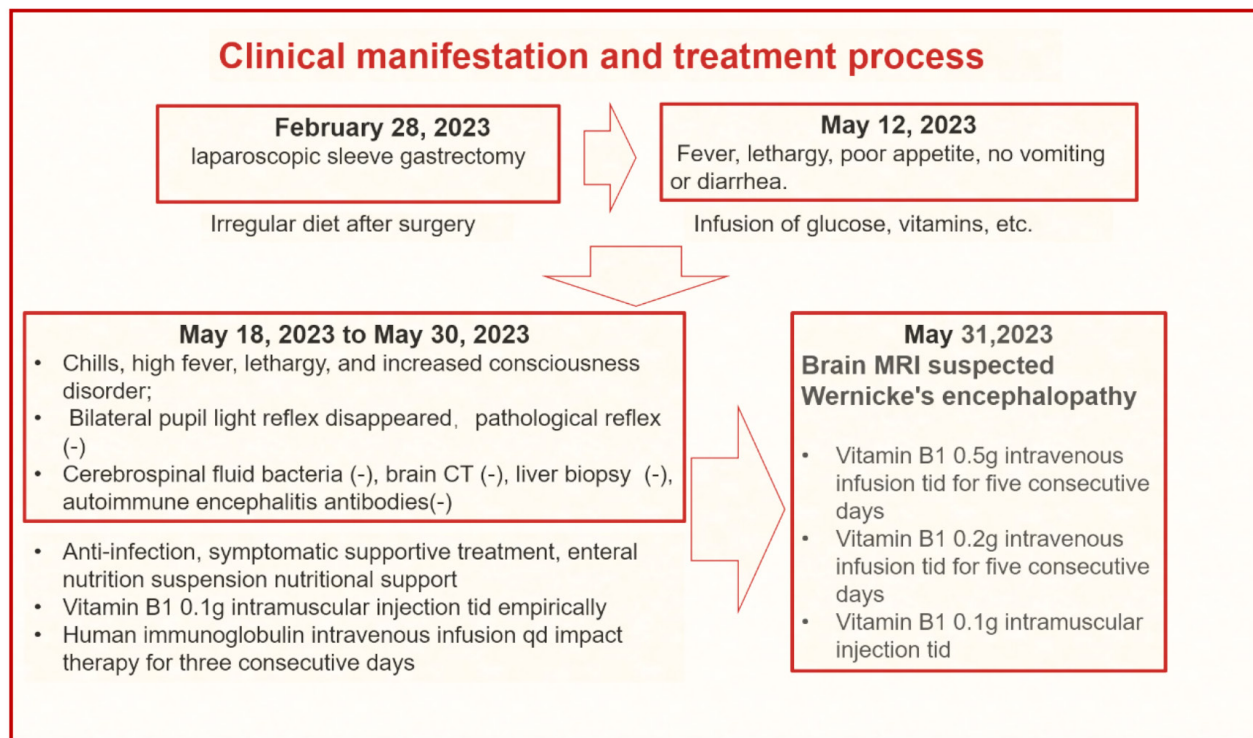 Clinical manifestation and treatment process
February 28, 2023
laparoscopic sleeve gastrectomy
Irregular diet after surgery
May 12, 2023
Fever, lethargy, poor appetite, no vomiting
or diarrhea.
Infusion of glucose, vitamins, etc.
May 18, 2023 to May 30, 2023
• Chills, high fever, lethargy, and increased consciousness
disorder;
• Bilateral pupil light reflex disappeared, pathological reflex
(-)
• Cerebrospinal fluid bacteria (-), brain CT (-), liver biopsy (-),
autoimmune encephalitis antibodies(-)
• Anti-infection, symptomatic supportive treatment, enteral
nutrition suspension nutritional support
• Vitamin B1 0.1g intramuscular injection tid empirically
• Human immunoglobulin intravenous infusion qd impact
therapy for three consecutive days
May 31,2023
Brain MRI suspected
Wernicke's encephalopathy
• Vitamin B1 0.5g intravenous
infusion tid for five consecutive
days
• Vitamin B1 0.2g intravenous
infusion tid for five consecutive
days
• Vitamin B1 0.1g intramuscular
injection tid